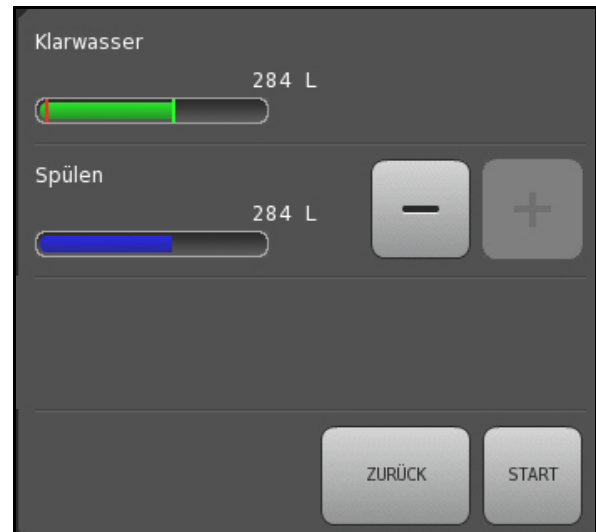 Klarwasser
284 L
Spülen
284 L
ZURÜCK
START